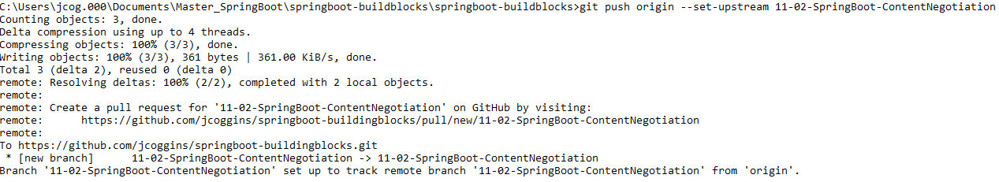 C:\Users\jcog.000\Documents\Master_SpringBoot\springboot-buildblocks\springboot-buildblocks>git push origin --set-upstream 11-02-SpringBoot-ContentNegotiation
Counting objects: 3, done.
Delta compression using up to 4 threads.
Compressing objects: 100% (3/3), done.
Writing objects: 100% (3/3), 361 bytes | 361.00 KiB/s, done.
Total 3 (delta 2), reused 0 (delta 0)
remote: Resolving deltas: 100% (2/2), completed with 2 local objects.
remote:
remote: Create a pull request for '11-02-SpringBoot-ContentNegotiation' on GitHub by visiting:
remote:      https://github.com/jcoggins/springboot-buildingblocks/pull/new/11-02-SpringBoot-ContentNegotiation
remote:
To https://github.com/jcoggins/springboot-buildingblocks.git
 * [new branch]      11-02-SpringBoot-ContentNegotiation -> 11-02-SpringBoot-ContentNegotiation
Branch '11-02-SpringBoot-ContentNegotiation' set up to track remote branch '11-02-SpringBoot-ContentNegotiation' from 'origin'.